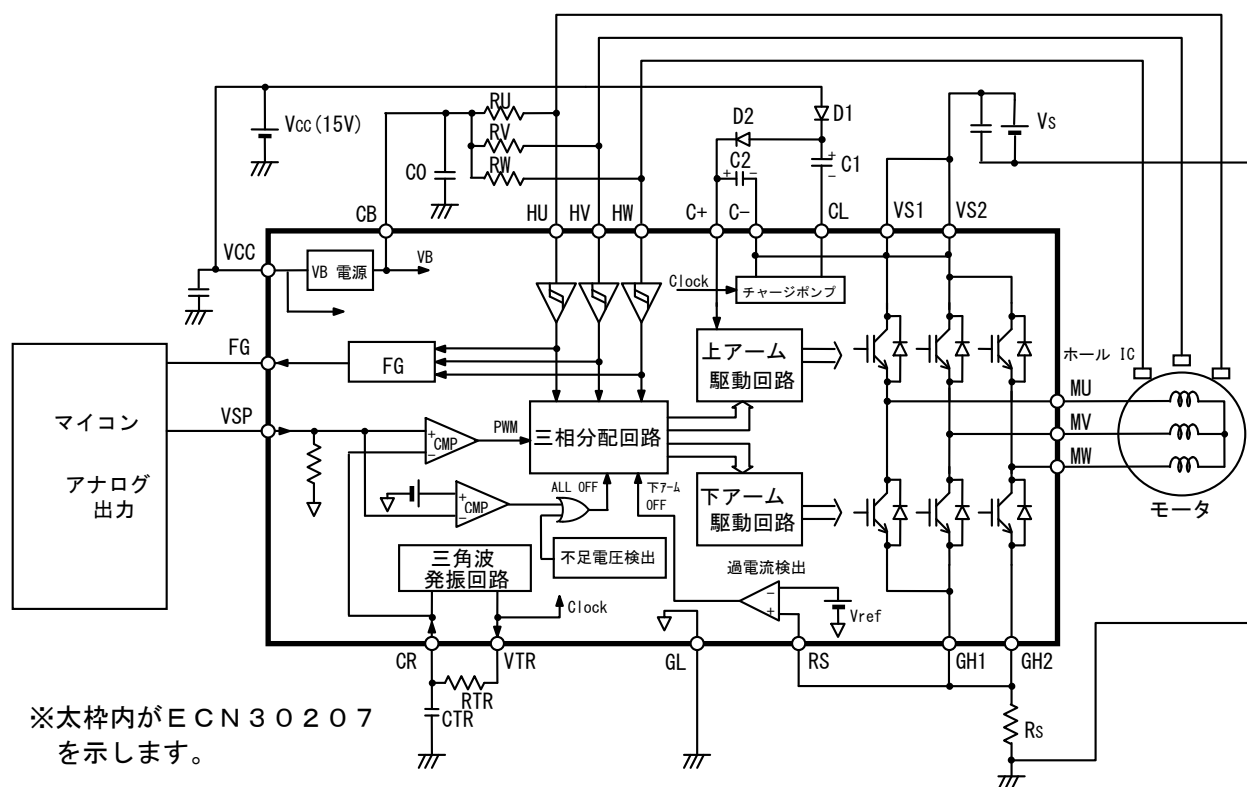 VCC(15V)
RU
RV
RW
C0
D2
D1
C2
+
-
C1
+
-
Vs
CB
HU
HV
HW
C+
C-
CL
VS1
VS2
VCC
VB 電源
VB
Clock
チャージポンプ
FG
FG
上アーム
駆動回路
ホール IC
MU
MV
MW
マイコン
アナログ
出力
VSP
+
-
CMP
PWM
三相分配回路
+
-
CMP
ALL OFF
下アーム
OFF
下アーム
駆動回路
モータ
不足電圧検出
三角波
発振回路
Clock
過電流検出
-
+
Vref
CR
VTR
GL
RS
GH1
GH2
RTR
CTR
Rs
※太枠内がECN30207
を示します。